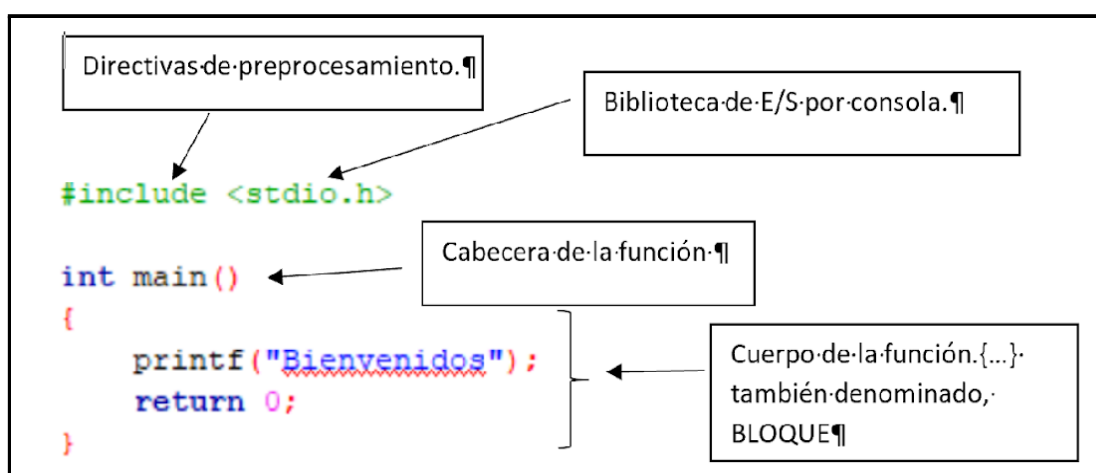 Directivas·de·preprocesamiento.¶
Biblioteca·de·E/S·por·consola.¶
#include <stdio.h>
Cabecera·de·la·función·¶
int main()
{
printf("Bienvenidos");
return 0;
}
Cuerpo·de·la·función.{...}·
también·denominado,·
BLOQUE¶